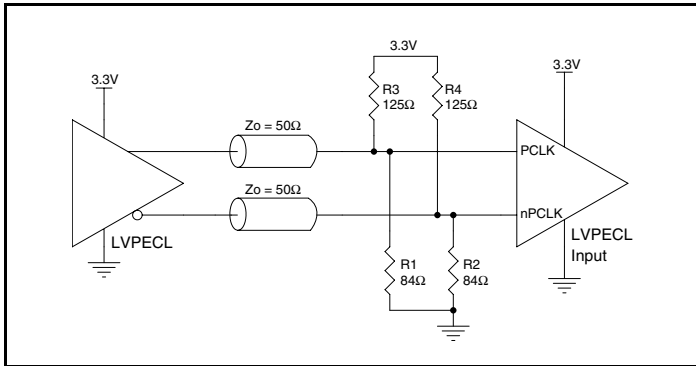 3.3V
3.3V
3.3V
R3
125Ω
R4
125Ω
Zo = 50Ω
PCLK
Zo = 50Ω
nPCLK
LVPECL
LVPECL
Input
R1
84Ω
R2
84Ω